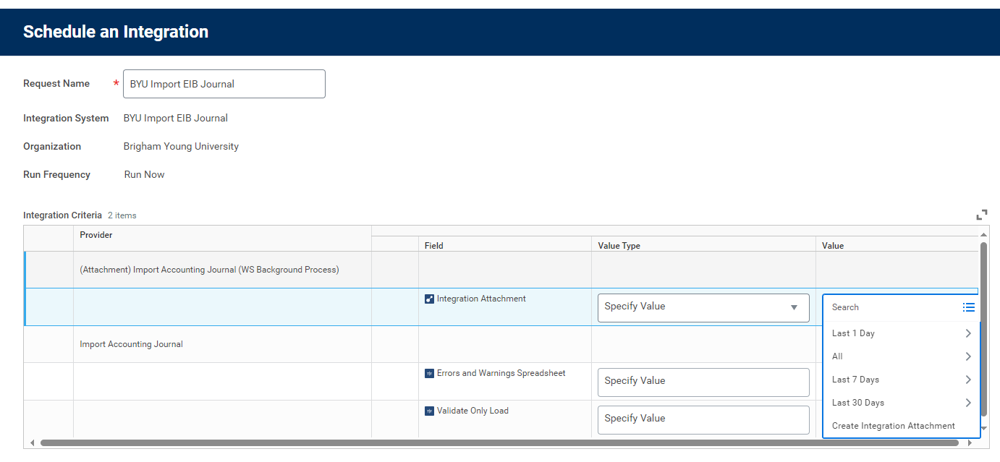 Schedule an Integration
Request Name * BYU Import EIB Journal
Integration System BYU Import EIB Journal
Organization Brigham Young University
Run Frequency Run Now
Integration Criteria 2 items
Provider
Field Value Type Value
(Attachment) Import Accounting Journal (WS Background Process)
Integration Attachment Specify Value
Search
Last 1 Day
All
Last 7 Days
Last 30 Days
Create Integration Attachment
Import Accounting Journal
Errors and Warnings Spreadsheet Specify Value
Validate Only Load Specify Value